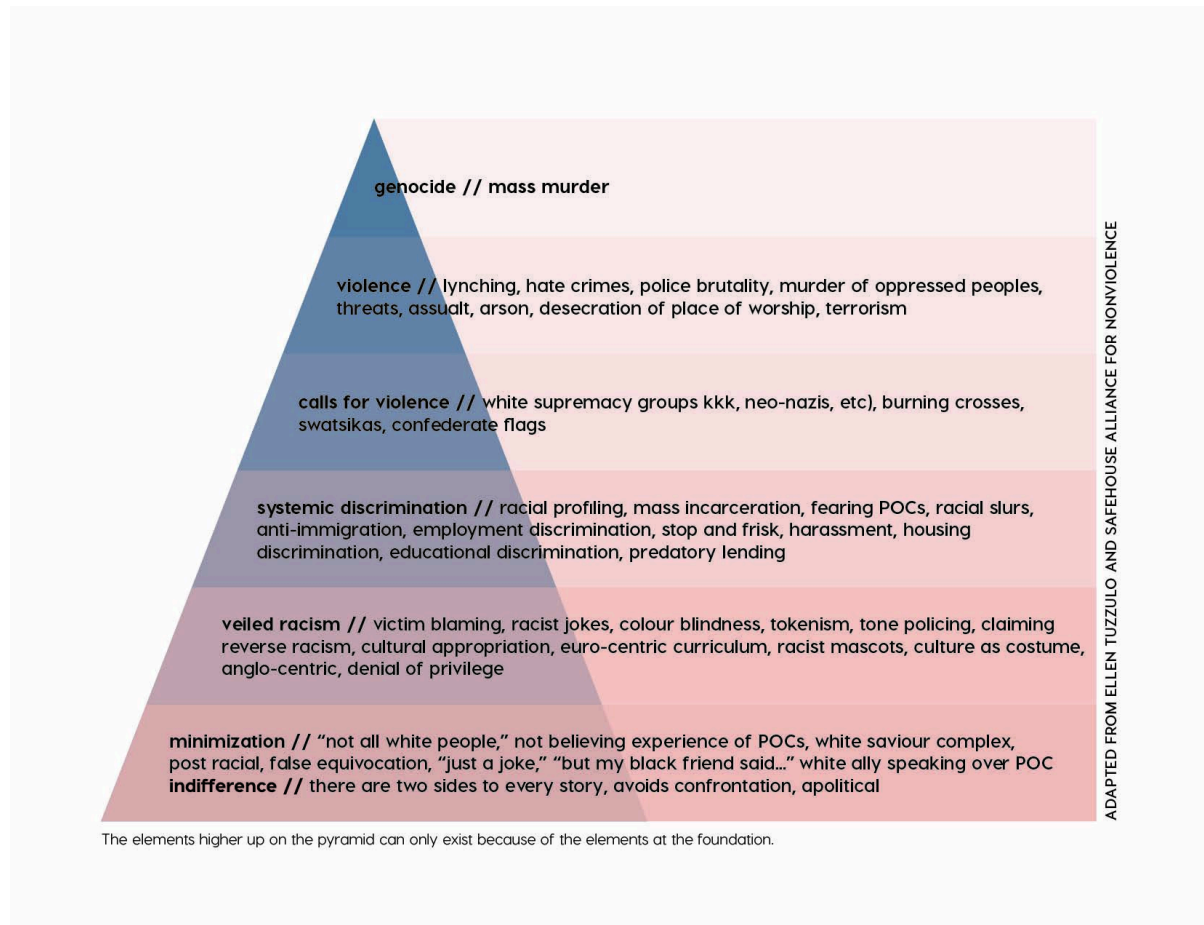 genocide // mass murder
violence // lynching, hate crimes, police brutality, murder of oppressed peoples,
threats, assualt, arson, desecration of place of worship, terrorism
calls for violence // white supremacy groups kkk, neo-nazis, etc), burning crosses,
swatsikas, confederate flags
systemic discrimination // racial profiling, mass incarceration, fearing POCs, racial slurs,
anti-immigration, employment discrimination, stop and frisk, harassment, housing
discrimination, educational discrimination, predatory lending
veiled racism // victim blaming, racist jokes, colour blindness, tokenism, tone policing, claiming
reverse racism, cultural appropriation, euro-centric curriculum, racist mascots, culture as costume,
anglo-centric, denial of privilege
minimization // “not all white people,” not believing experience of POCs, white saviour complex,
post racial, false equivocation, “just a joke,” “but my black friend said...” white ally speaking over POC
indifference // there are two sides to every story, avoids confrontation, apolitical
The elements higher up on the pyramid can only exist because of the elements at the foundation.
ADAPTED FROM ELLEN TUZZULO AND SAFEHOUSE ALLIANCE FOR NONVIOLENCE